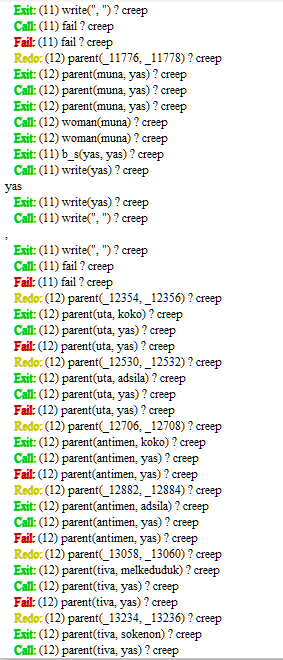 Exit: (11) write(", ") ? creep
Call: (11) fail ? creep
Fail: (11) fail ? creep
Redo: (12) parent(_11776, _11778) ? creep
Exit: (12) parent(muna, yas) ? creep
Call: (12) parent(muna, yas) ? creep
Exit: (12) parent(muna, yas) ? creep
Call: (12) woman(muna) ? creep
Exit: (12) woman(muna) ? creep
Exit: (11) b_s(yas, yas) ? creep
Call: (11) write(yas) ? creep
yas
Exit: (11) write(yas) ? creep
Call: (11) write(", ") ? creep
,
Exit: (11) write(", ") ? creep
Call: (11) fail ? creep
Fail: (11) fail ? creep
Redo: (12) parent(_12354, _12356) ? creep
Exit: (12) parent(uta, koko) ? creep
Call: (12) parent(uta, yas) ? creep
Fail: (12) parent(uta, yas) ? creep
Redo: (12) parent(_12530, _12532) ? creep
Exit: (12) parent(uta, adsila) ? creep
Call: (12) parent(uta, yas) ? creep
Fail: (12) parent(uta, yas) ? creep
Redo: (12) parent(_12706, _12708) ? creep
Exit: (12) parent(antimen, koko) ? creep
Call: (12) parent(antimen, yas) ? creep
Fail: (12) parent(antimen, yas) ? creep
Redo: (12) parent(_12882, _12884) ? creep
Exit: (12) parent(antimen, adsila) ? creep
Call: (12) parent(antimen, yas) ? creep
Fail: (12) parent(antimen, yas) ? creep
Redo: (12) parent(_13058, _13060) ? creep
Exit: (12) parent(tiva, melkeduduk) ? creep
Call: (12) parent(tiva, yas) ? creep
Fail: (12) parent(tiva, yas) ? creep
Redo: (12) parent(_13234, _13236) ? creep
Exit: (12) parent(tiva, sokenon) ? creep
Call: (12) parent(tiva, yas) ? creep